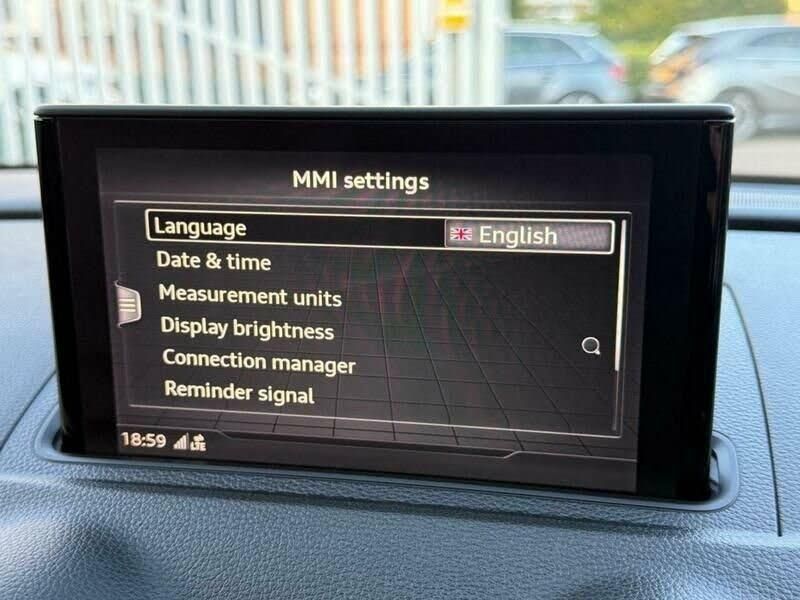 MMI settings
Language English
Date & time
Measurement units
Display brightness
Connection manager
Reminder signal
18:59 LTE